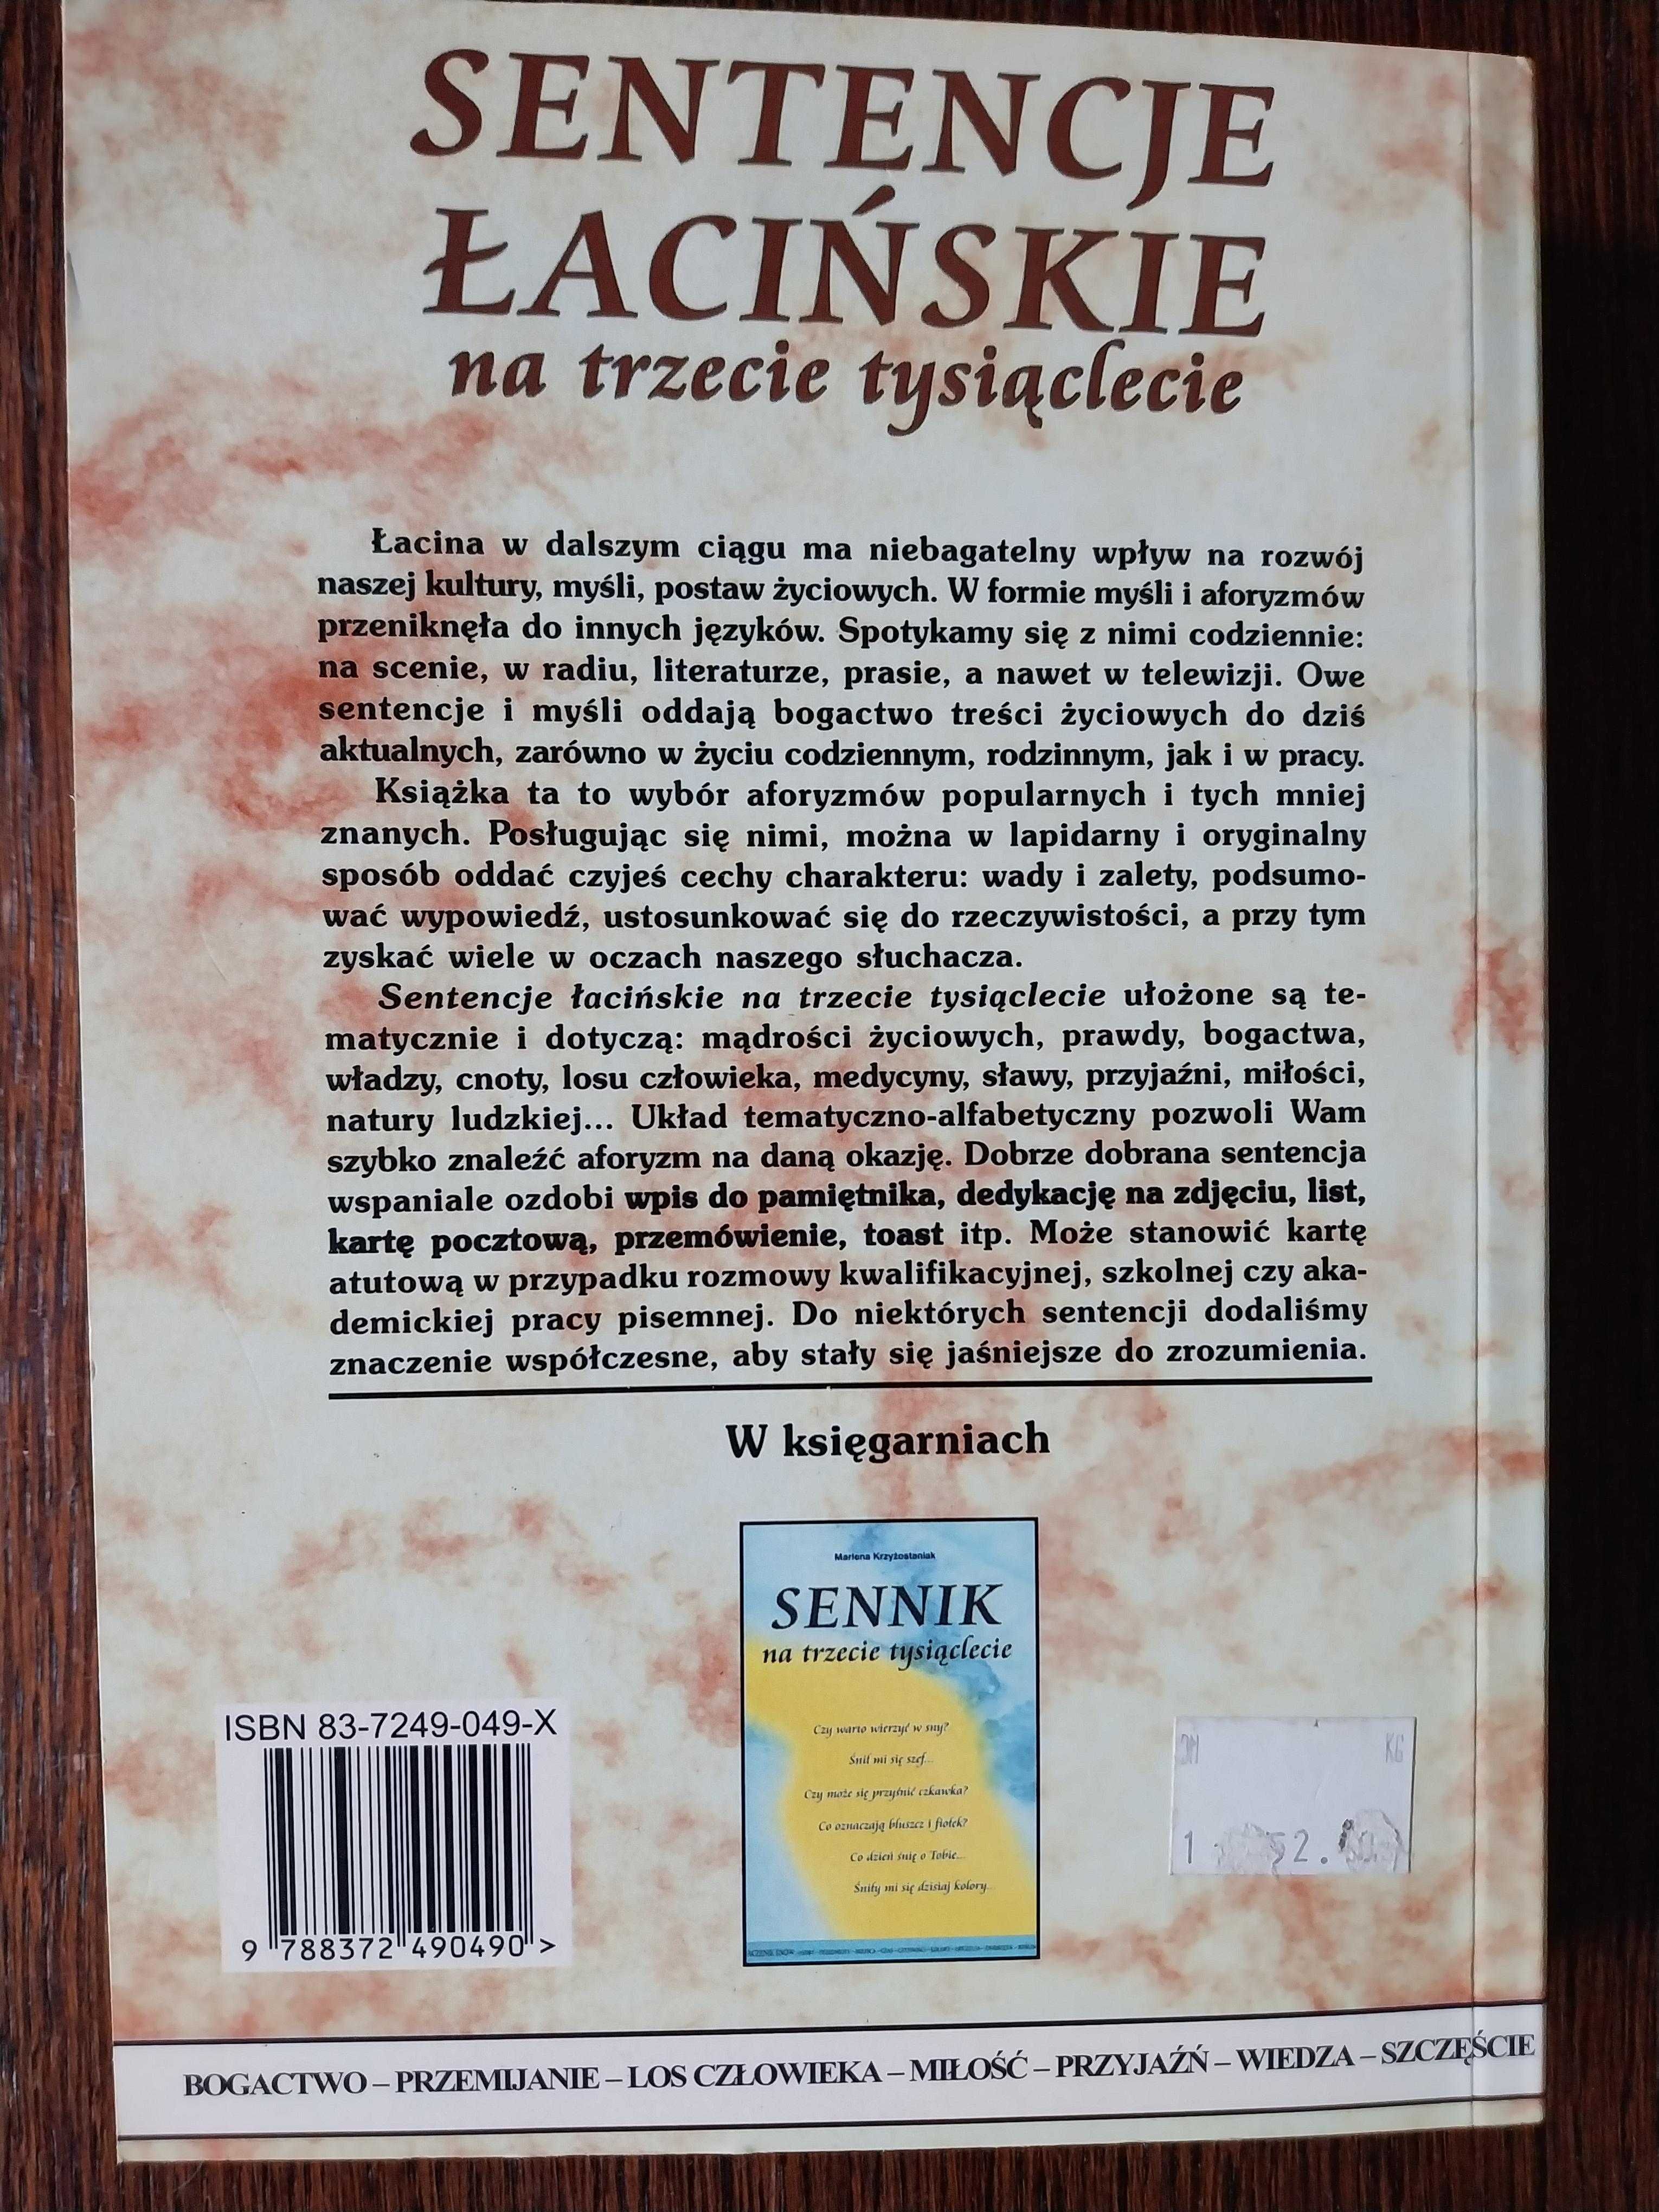 SENTENCJE
ŁACIŃSKIE
na trzecie tysiąclecie
Łacina w dalszym ciągu ma niebagatelny wpływ na rozwój
naszej kultury, myśli, postaw życiowych. W formie myśli i aforyzmów
przeniknęła do innych języków. Spotykamy się z nimi codziennie:
na scenie, w radiu, literaturze, prasie, a nawet w telewizji. Owe
sentencje i myśli oddają bogactwo treści życiowych do dziś
aktualnych, zarówno w życiu codziennym, rodzinnym, jak i w pracy.
Książka ta to wybór aforyzmów popularnych i tych mniej
znanych. Posługując się nimi, można w lapidarny i oryginalny
sposób oddać czyjeś cechy charakteru: wady i zalety, podsumo-
wać wypowiedź, ustosunkować się do rzeczywistości, a przy tym
zyskać wiele w oczach naszego słuchacza.
Sentencje łacińskie na trzecie tysiąclecie ułożone są te-
matycznie i dotyczą: mądrości życiowych, prawdy, bogactwa,
władzy, cnoty, losu człowieka, medycyny, sławy, przyjaźni, miłości,
natury ludzkiej... Układ tematyczno-alfabetyczny pozwoli Wam
szybko znaleźć aforyzm na daną okazję. Dobrze dobrana sentencja
wspaniale ozdobi wpis do pamiętnika, dedykację na zdjęciu, list,
kartę pocztową, przemówienie, toast itp. Może stanowić kartę
atutową w przypadku rozmowy kwalifikacyjnej, szkolnej czy aka-
demickiej pracy pisemnej. Do niektórych sentencji dodaliśmy
znaczenie współczesne, aby stały się jaśniejsze do zrozumienia.
W księgarniach
Marlena Krzyżostaniak
SENNIK
na trzecie tysiąclecie
Czy warto wierzyć w sny?
Śnił mi się szef...
Czy może się przyśnić czkawka?
Co oznaczają bluszcz i fiołek?
Co dzień śnię o Tobie...
Śniły mi się dzisiaj kolory...
ISBN 83-7249-049-X
9 788372 490490 >
KG
1 52.
BOGACTWO – PRZEMIJANIE – LOS CZŁOWIEKA – MIŁOŚĆ – PRZYJAŹŃ – WIEDZA – SZCZĘŚCIE